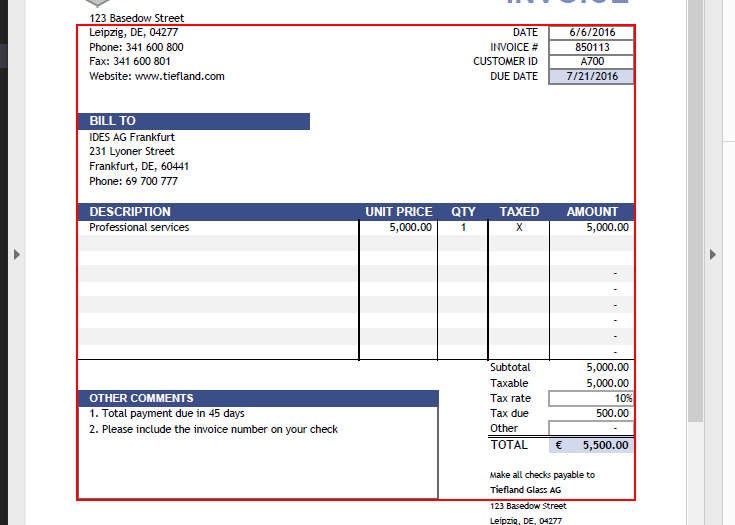 INVOICE
123 Basedow Street
Leipzig, DE, 04277
Phone: 341 600 800
Fax: 341 600 801
Website: www.tiefland.com
DATE 6/6/2016
INVOICE # 850113
CUSTOMER ID A700
DUE DATE 7/21/2016
BILL TO
IDES AG Frankfurt
231 Lyoner Street
Frankfurt, DE, 60441
Phone: 69 700 777
DESCRIPTION UNIT PRICE QTY TAXED AMOUNT
Professional services 5,000.00 1 X 5,000.00
-
-
-
-
-
-
Subtotal 5,000.00
Taxable 5,000.00
Tax rate 10%
Tax due 500.00
Other -
TOTAL € 5,500.00
OTHER COMMENTS
1. Total payment due in 45 days
2. Please include the invoice number on your check
Make all checks payable to
Tiefland Glass AG
123 Basedow Street
Leipzig, DE, 04277